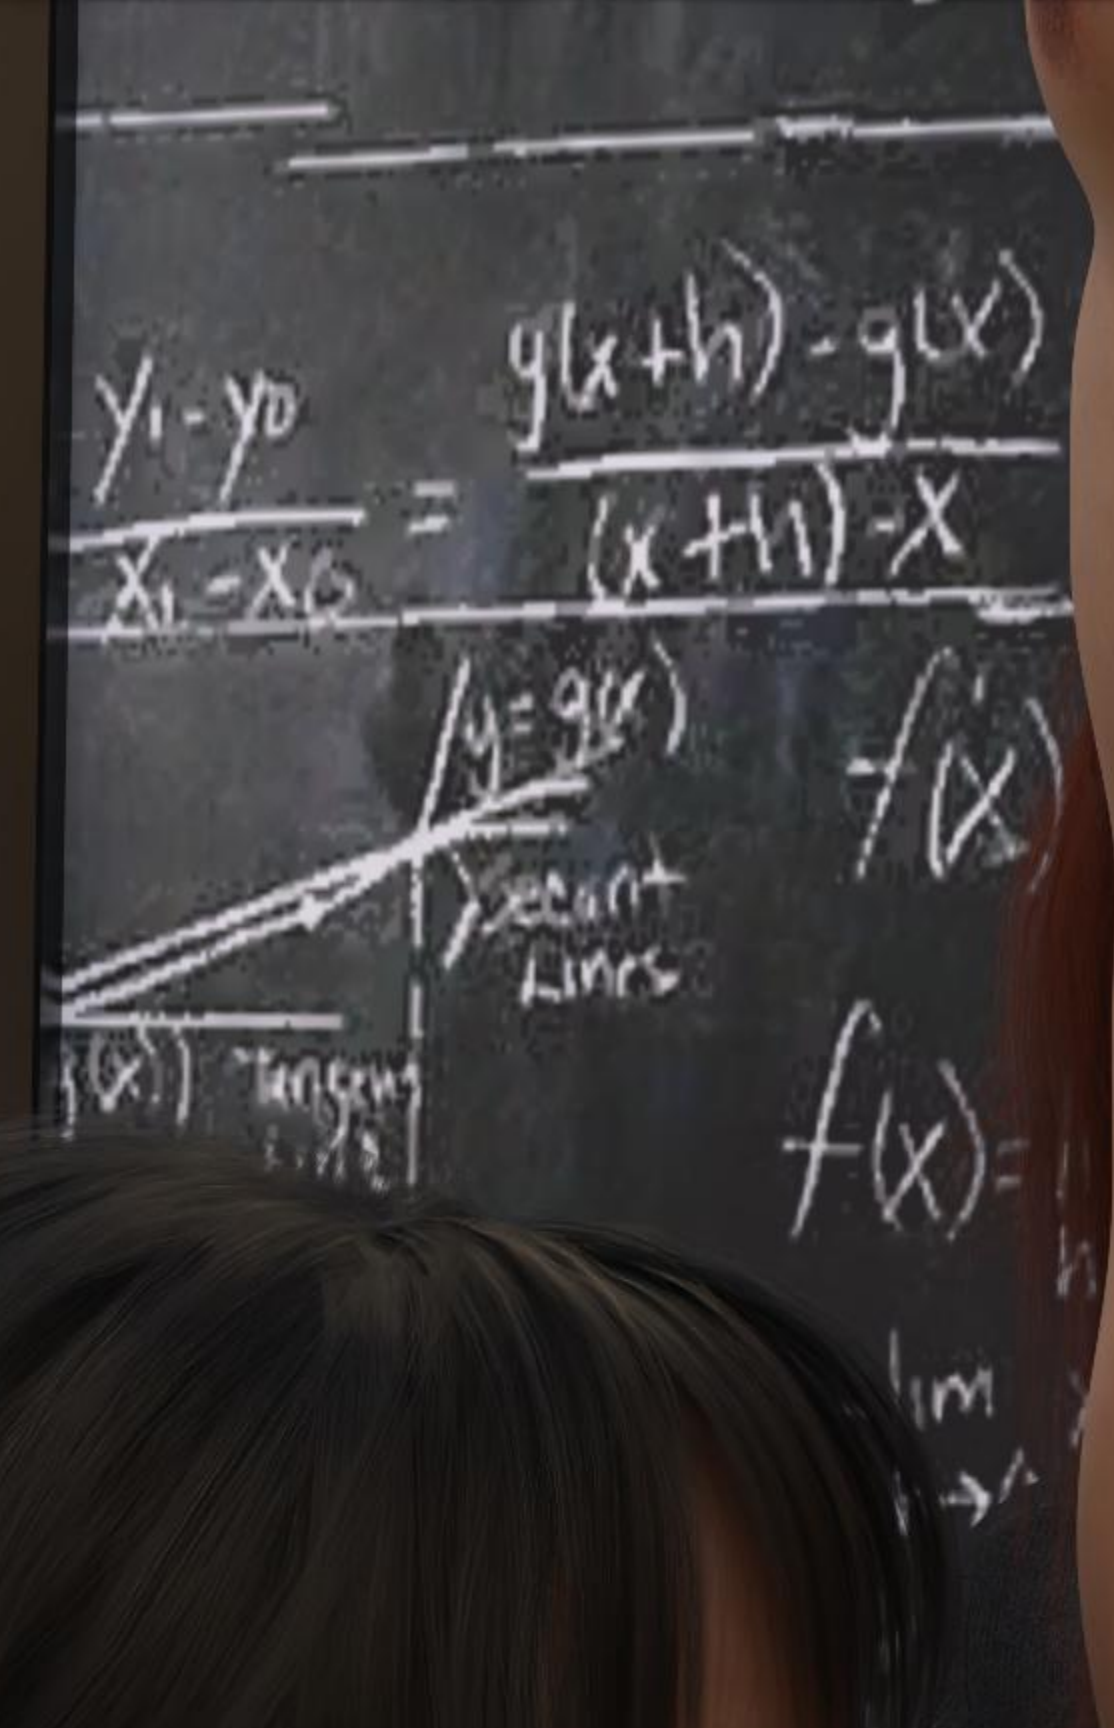 y₁ - y₀ / x₁ - x₀ = g(x+h) - g(x) / (x+h) - x
y = g(x)
Secant
Lines
Tangent
f'(x)
f(x) =
lim